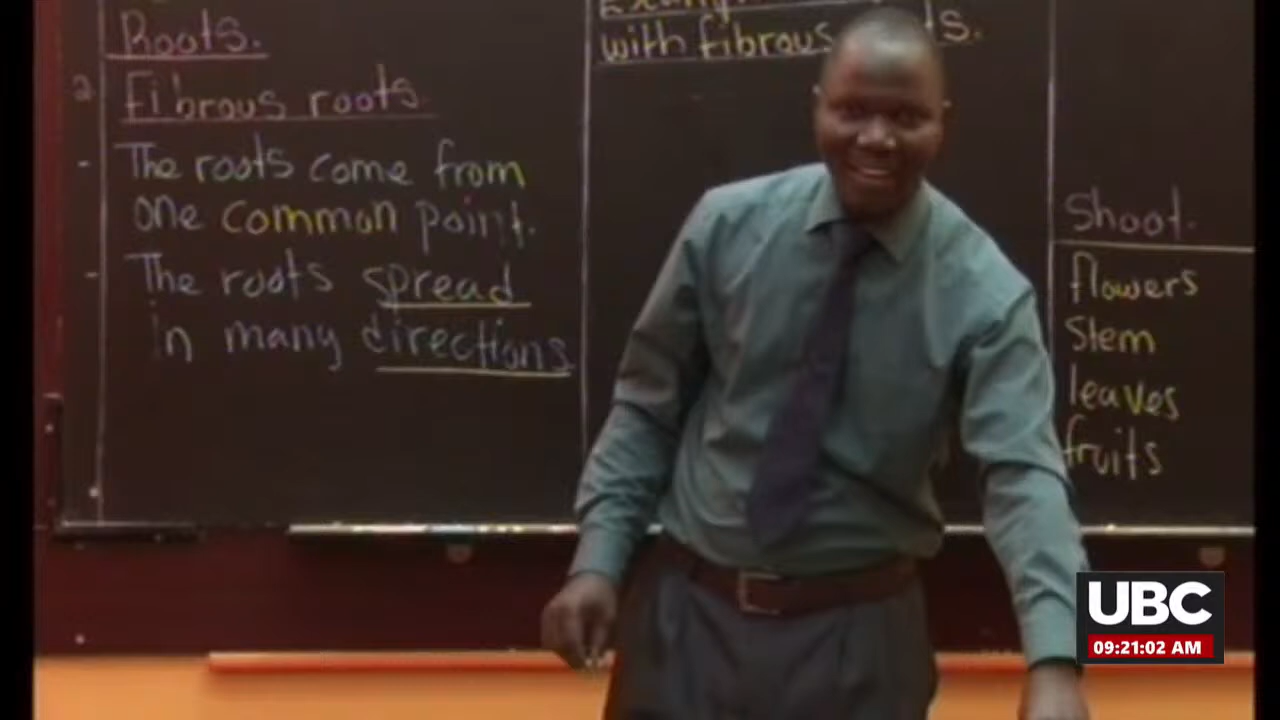 Roots.
2 Fibrous roots.
- The roots come from
one common point.
- The roots spread
in many directions.
with fibrous
Shoot.
flowers
Stem
leaves
fruits
UBC
09:21:02 AM